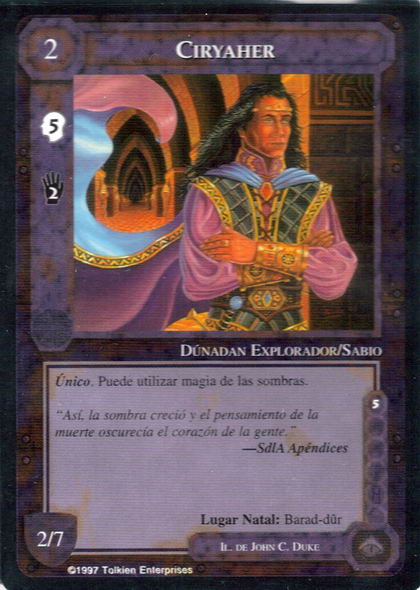 2
CIRYAHER
5
2
DÚNADAN EXPLORADOR/SABIO
Único. Puede utilizar magia de las sombras.
5
"Así, la sombra creció y el pensamiento de la
muerte oscurecía el corazón de la gente."
—SdlA Apéndices
Lugar Natal: Barad-dûr
2/7
IL. DE JOHN C. DUKE
©1997 Tolkien Enterprises